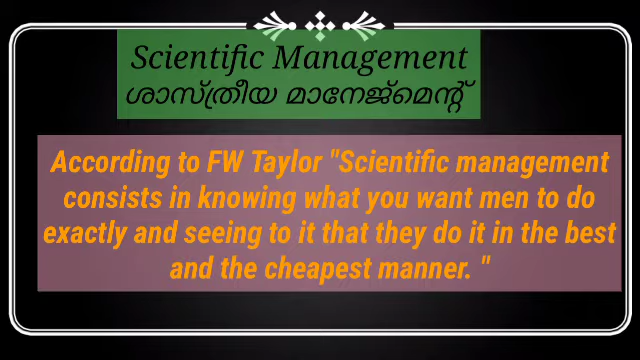 Scientific Management
ശാസ്ത്രീയ മാനേജ്മെന്റ്
According to FW Taylor "Scientific management
consists in knowing what you want men to do
exactly and seeing to it that they do it in the best
and the cheapest manner. "